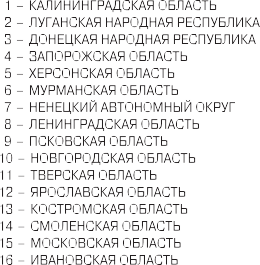 1 – КАЛИНИНГРАДСКАЯ ОБЛАСТЬ
2 – ЛУГАНСКАЯ НАРОДНАЯ РЕСПУБЛИКА
3 – ДОНЕЦКАЯ НАРОДНАЯ РЕСПУБЛИКА
4 – ЗАПОРОЖСКАЯ ОБЛАСТЬ
5 – ХЕРСОНСКАЯ ОБЛАСТЬ
6 – МУРМАНСКАЯ ОБЛАСТЬ
7 – НЕНЕЦКИЙ АВТОНОМНЫЙ ОКРУГ
8 – ЛЕНИНГРАДСКАЯ ОБЛАСТЬ
9 – ПСКОВСКАЯ ОБЛАСТЬ
10 – НОВГОРОДСКАЯ ОБЛАСТЬ
11 – ТВЕРСКАЯ ОБЛАСТЬ
12 – ЯРОСЛАВСКАЯ ОБЛАСТЬ
13 – КОСТРОМСКАЯ ОБЛАСТЬ
14 – СМОЛЕНСКАЯ ОБЛАСТЬ
15 – МОСКОВСКАЯ ОБЛАСТЬ
16 – ИВАНОВСКАЯ ОБЛАСТЬ